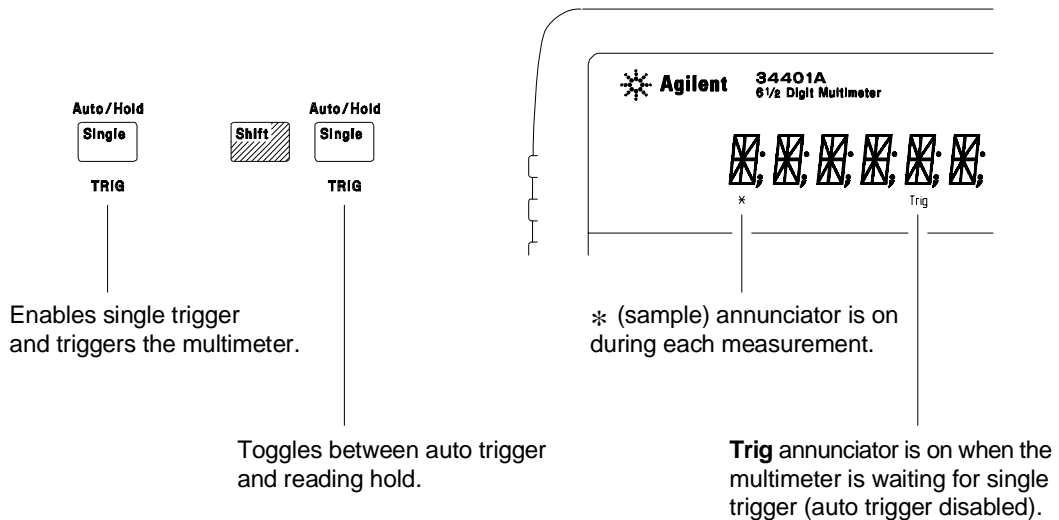 Agilent 34401A
6½ Digit Multimeter
Auto/Hold
Single
TRIG
Shift
Auto/Hold
Single
TRIG
*
Trig
Enables single trigger
and triggers the multimeter.
* (sample) annunciator is on
during each measurement.
Toggles between auto trigger
and reading hold.
Trig annunciator is on when the
multimeter is waiting for single
trigger (auto trigger disabled).